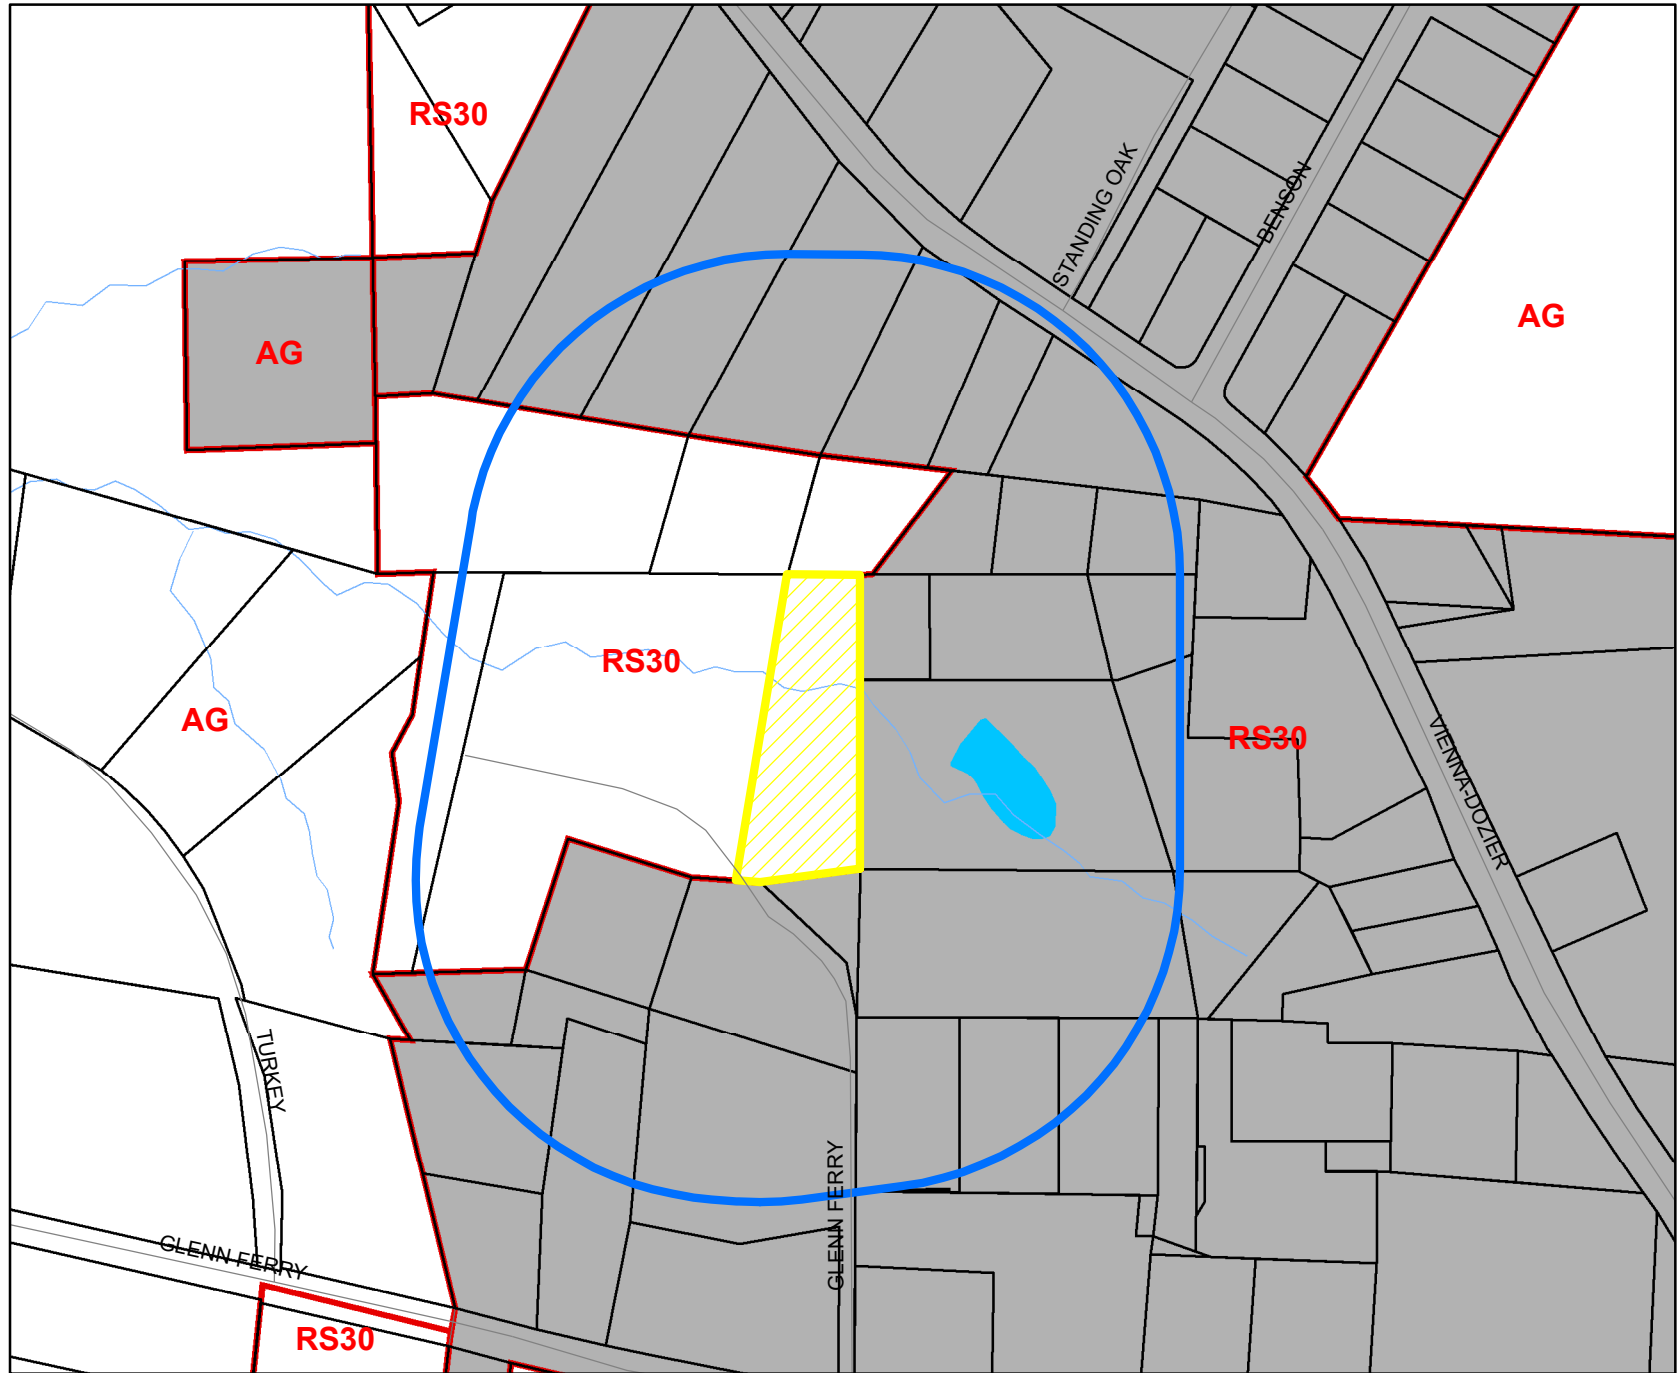 RS30
STANDING OAK
BENSON
AG
AG
RS30
AG
RS30
VIENNA-DOZIER
TURKEY
GLENN FERRY
GLENN FERRY
RS30